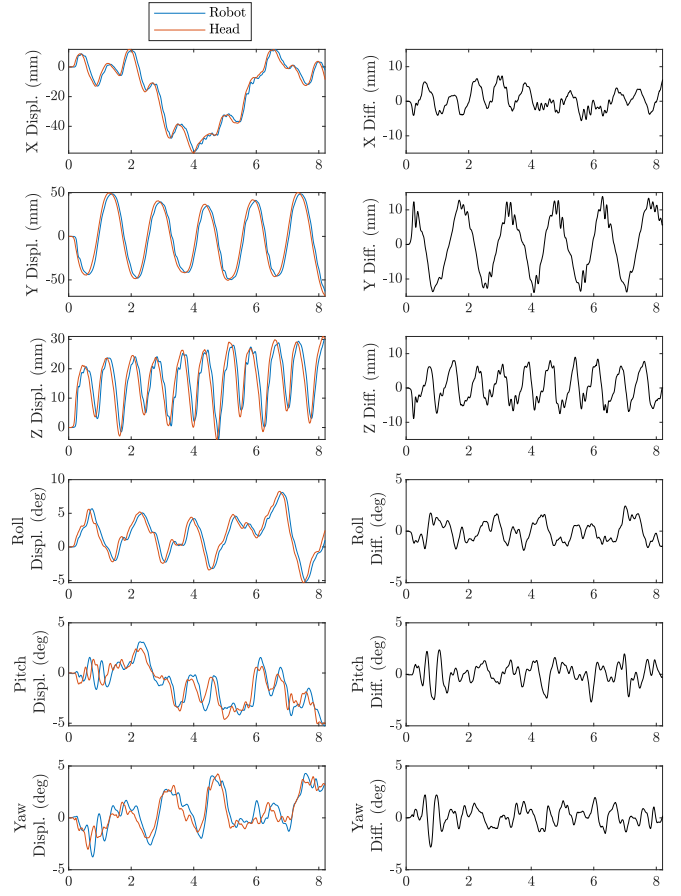 Robot
Head
X Displ. (mm)
0
-20
-40
0 2 4 6 8
X Diff. (mm)
10
0
-10
0 2 4 6 8
Y Displ. (mm)
50
0
-50
0 2 4 6 8
Y Diff. (mm)
10
0
-10
0 2 4 6 8
Z Displ. (mm)
30
20
10
0
0 2 4 6 8
Z Diff. (mm)
10
0
-10
0 2 4 6 8
Roll
Displ. (deg)
10
5
0
-5
0 2 4 6 8
Roll
Diff. (deg)
5
0
5
0 2 4 6 8
Pitch
Displ. (deg)
5
0
-5
0 2 4 6 8
Pitch
Diff. (deg)
5
0
-5
0 2 4 6 8
Yaw
Displ. (deg)
5
0
-5
0 2 4 6 8
Yaw
Diff. (deg)
5
0
-5
0 2 4 6 8